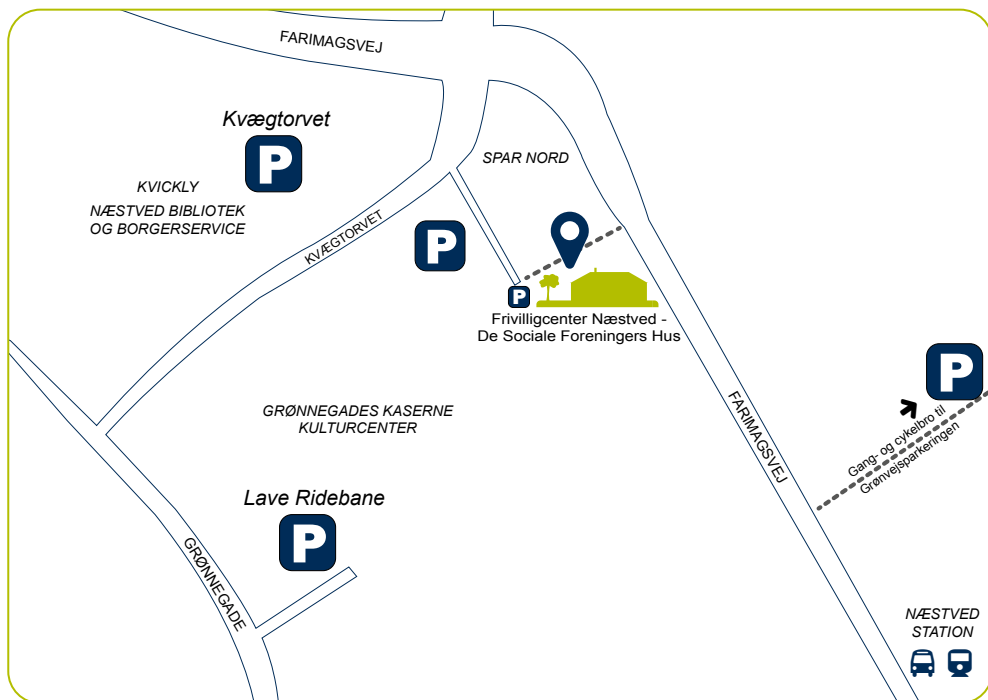 FARIMAGSVEJ
Kvægtorvet
P
SPAR NORD
KVICKLY
NÆSTVED BIBLIOTEK
OG BORGERSERVICE
KVÆGTORVET
P
P
Frivilligcenter Næstved -
De Sociale Foreningers Hus
P
GRØNNEGADES KASERNE
KULTURCENTER
FARIMAGSVEJ
Gang- og cykelbro til
Grønvejsparkeringen
Lave Ridebane
P
GRØNNEGADE
NÆSTVED
STATION